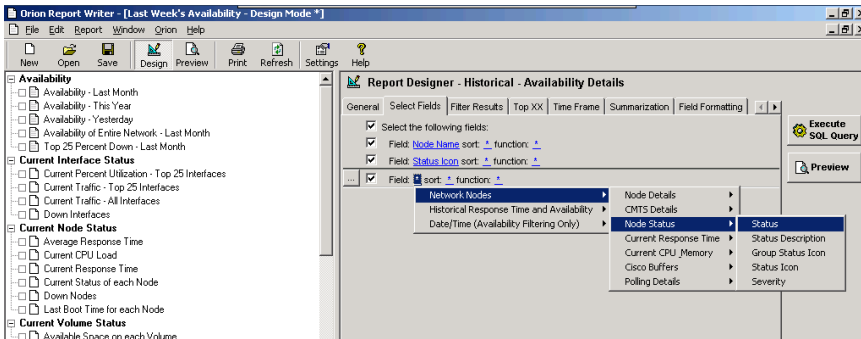 Orion Report Writer - [Last Week's Availability - Design Mode *]
File Edit Report Window Orion Help
New Open Save Design Preview Print Refresh Settings Help
Availability
Availability - Last Month
Availability - This Year
Availability - Yesterday
Availability of Entire Network - Last Month
Top 25 Percent Down - Last Month
Current Interface Status
Current Percent Utilization - Top 25 Interfaces
Current Traffic - Top 25 Interfaces
Current Traffic - All Interfaces
Down Interfaces
Current Node Status
Average Response Time
Current CPU Load
Current Response Time
Current Status of each Node
Down Nodes
Last Boot Time for each Node
Current Volume Status
Available Space on each Volume
Report Designer - Historical - Availability Details
General Select Fields Filter Results Top XX Time Frame Summarization Field Formatting
Select the following fields:
Field: Node Name sort: * function: *
Field: Status Icon sort: * function: *
... Field: * sort: * function: *
Network Nodes
Historical Response Time and Availability
Date/Time (Availability Filtering Only)
Node Details
CMTS Details
Node Status
Current Response Time
Current CPU_Memory
Cisco Buffers
Polling Details
Status
Status Description
Group Status Icon
Status Icon
Severity
Execute
SQL Query
Preview